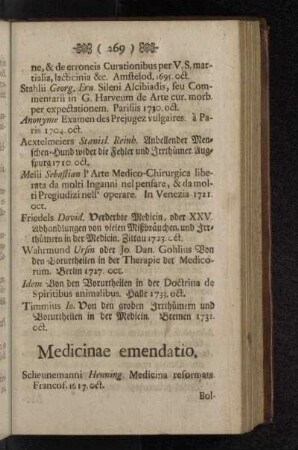 ( 269 )
ne, & de erroneis Curationibus per V. S, mar-
tialia, lacticinia &c. Amstelod. 1695. oct.
Stahlii Georg. Ern. Sileni Alcibiadis, seu Com-
mentarii in G. Harveum de Arte cur. morb.
per expectationem. Parisiis 1730. oct.
Anonyme Examen des Prejugez vulgaires. à Pa-
ris 1704. oct.
Acxtelmeiers Stanisl. Reinh. Anbellender Men-
schen-Hund wider die Fehler und Irrthümer Aug-
spurg 1710. oct.
Melii Sebastian l' Arte Medico-Chirurgica libe-
rata da molti Inganni nel pensare, & da mol-
ti Pregiudizi nell' operare. In Venezia 1721.
oct.
Friedels David. Verderbte Medicin, oder XXV.
Abhandlungen von vielen Mißbräuchen, und Irr-
thümern in der Medicin. Zittau 1725. oct.
Wahrmund Ursin oder Jo. Dan. Gohlius Von
den Vorurtheilen in der Therapie der Medico-
rum. Berlin 1727. oct.
Idem Von den Vorurtheilen in der Doctrina de
Spiritibus animalibus. Halle 1733. oct.
Timmius Io. Von den groben Irrthümern und
Vorurtheilen in der Medicin. Bremen 1731.
oct.
Medicinae emendatio.
Scheunemanni Henning. Medicina reformata
Francof. 1617. oct.
Bol-